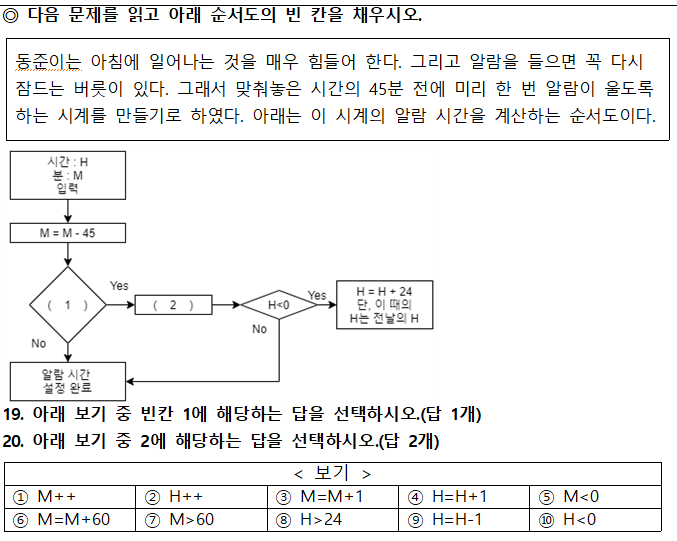 ◎ 다음 문제를 읽고 아래 순서도의 빈 칸을 채우시오.
동준이는 아침에 일어나는 것을 매우 힘들어 한다. 그리고 알람을 들으면 꼭 다시
잠드는 버릇이 있다. 그래서 맞춰놓은 시간의 45분 전에 미리 한 번 알람이 울도록
하는 시계를 만들기로 하였다. 아래는 이 시계의 알람 시간을 계산하는 순서도이다.
시간 : H
분 : M
입력
M = M - 45
( 1 )
Yes
( 2 )
H<0
Yes
H = H + 24
단, 이 때의
H는 전날의 H
No
No
알람 시간
설정 완료
19. 아래 보기 중 빈칸 1에 해당하는 답을 선택하시오.(답 1개)
20. 아래 보기 중 2에 해당하는 답을 선택하시오.(답 2개)
< 보기 >
① M++ ② H++ ③ M=M+1 ④ H=H+1 ⑤ M<0
⑥ M=M+60 ⑦ M>60 ⑧ H>24 ⑨ H=H-1 ⑩ H<0